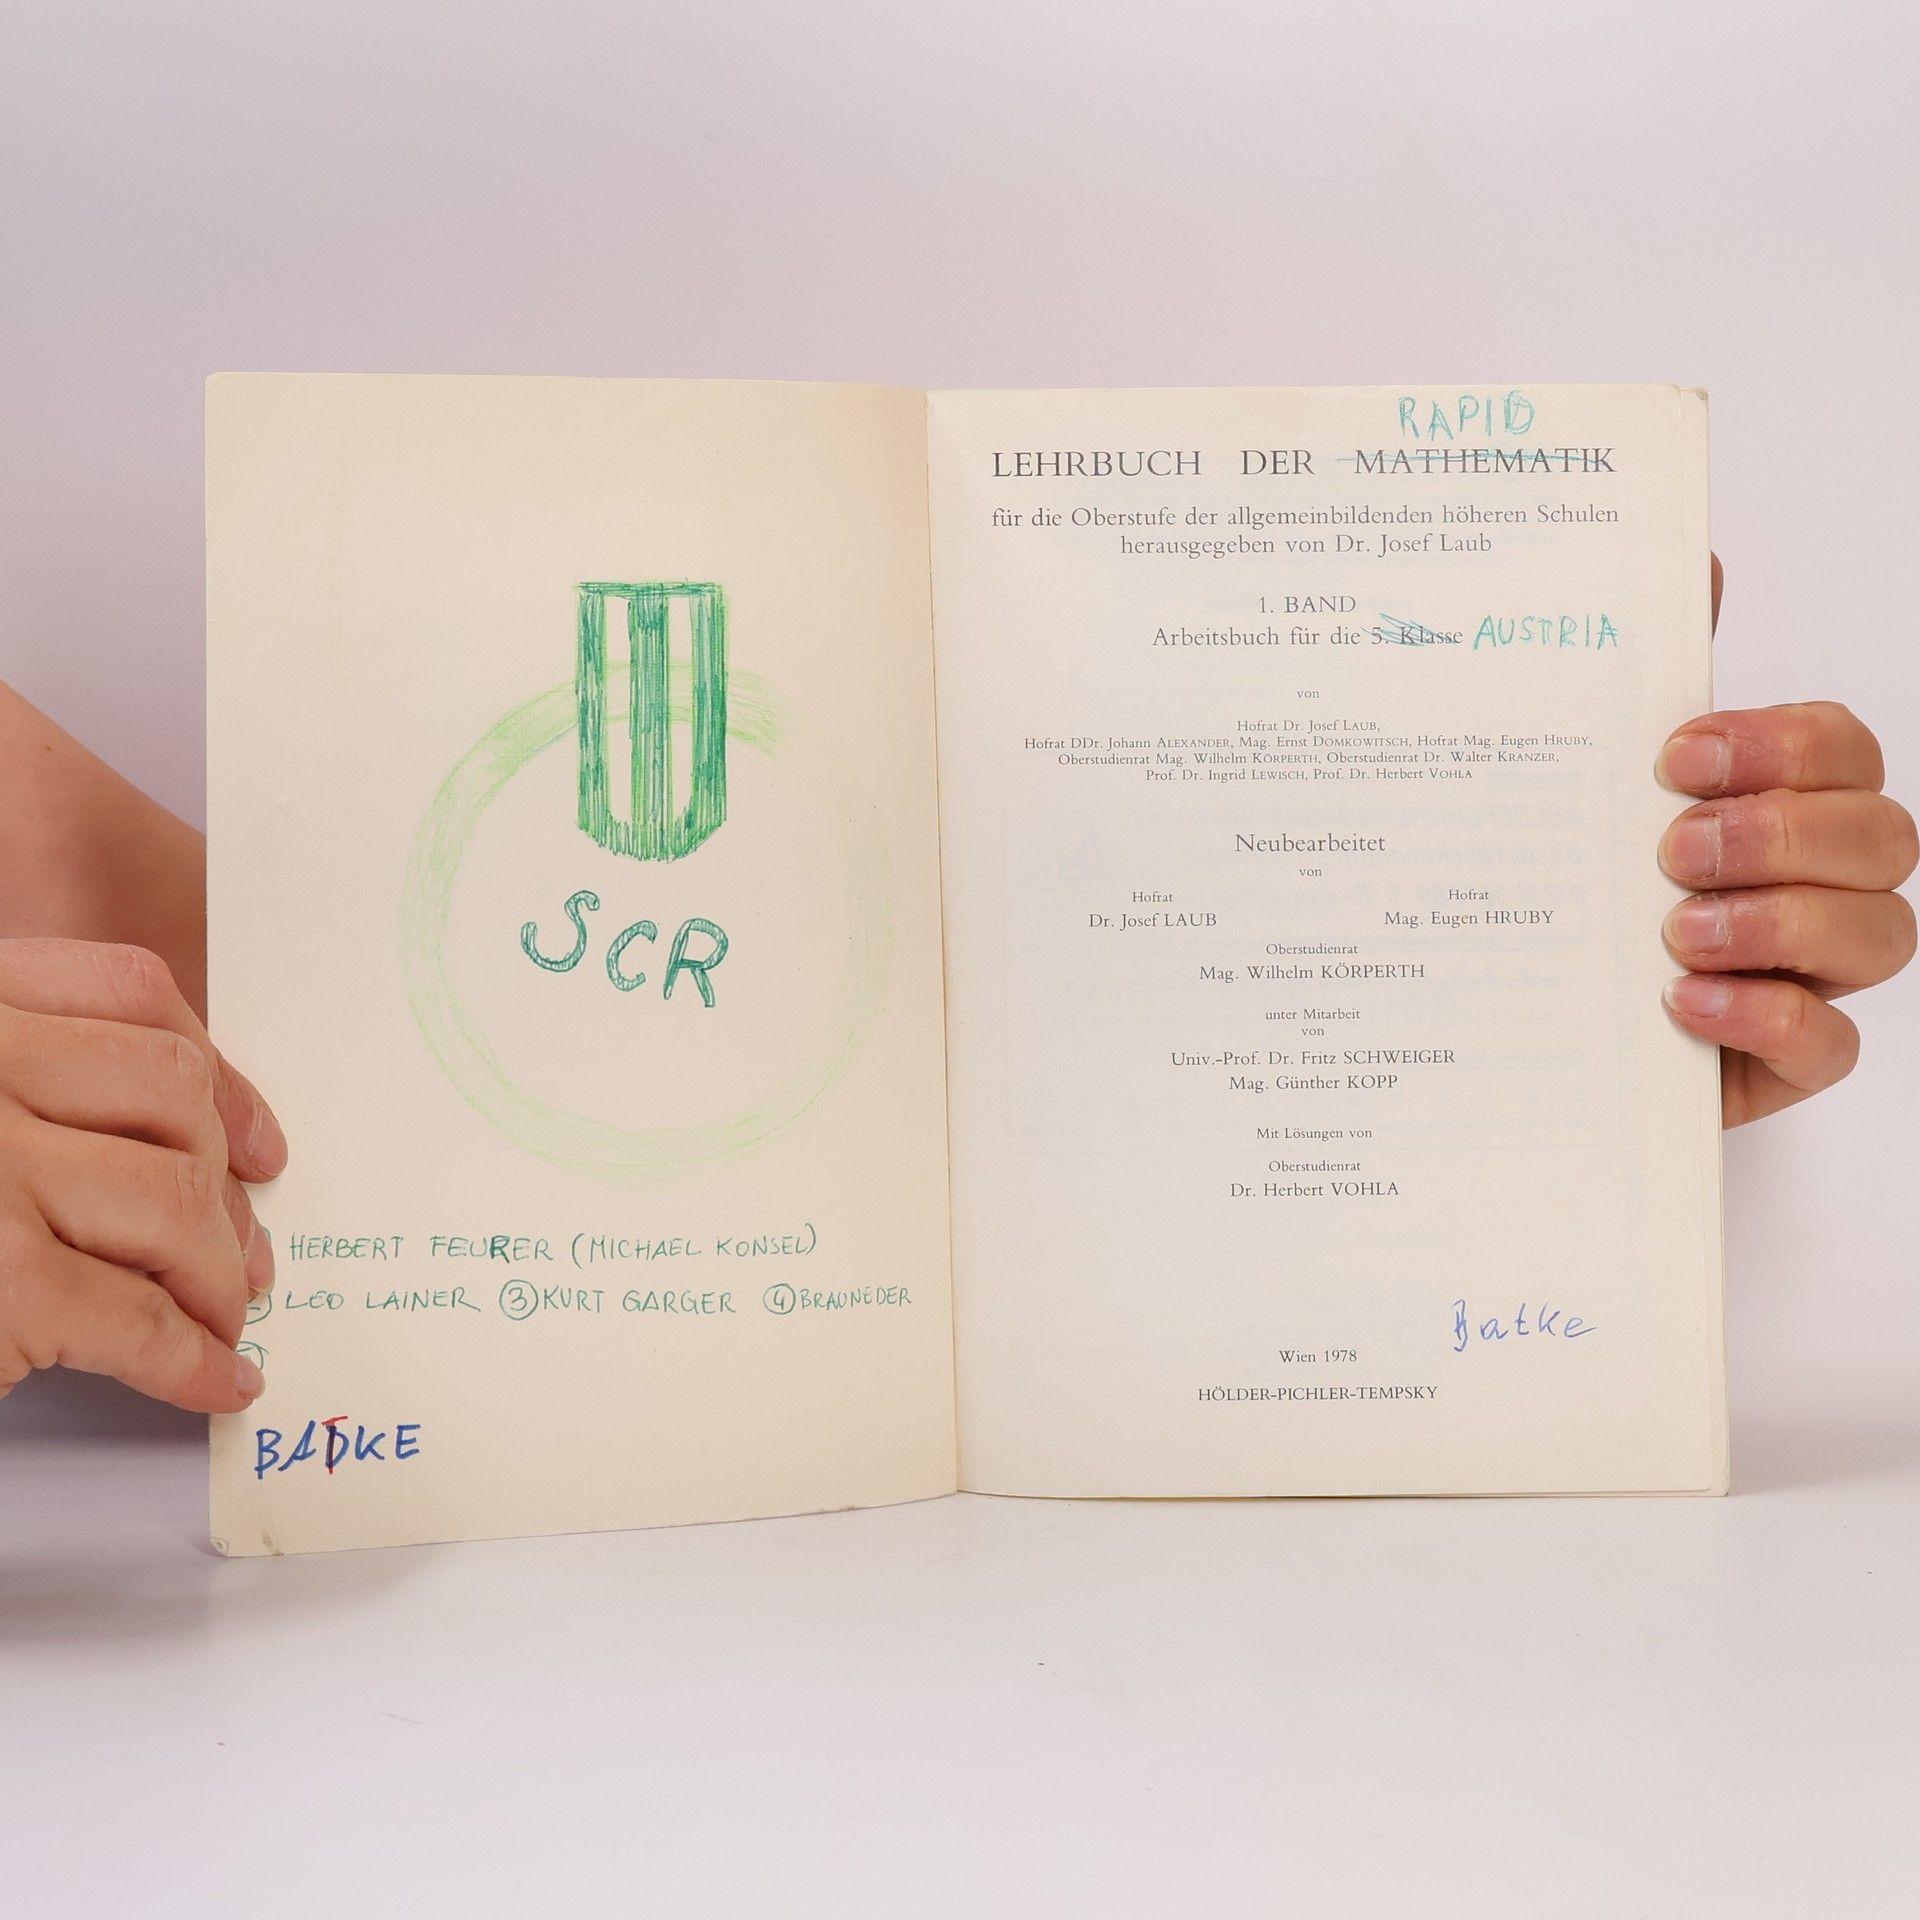 SCR
HERBERT FEURER (MICHAEL KONSEL)
LEO LAINER ③ KURT GARGER ④ BRAUNEDER
BATKE
RAPID
LEHRBUCH DER MATHEMATIK
für die Oberstufe der allgemeinbildenden höheren Schulen
herausgegeben von Dr. Josef Laub
1. BAND
Arbeitsbuch für die 5. Klasse AUSTRIA
von
Hofrat Dr. Josef LAUB,
Hofrat DDr. Johann ALEXANDER, Mag. Ernst DOMKOWITSCH, Hofrat Mag. Eugen HRUBY,
Oberstudienrat Mag. Wilhelm KÖRPERTH, Oberstudienrat Dr. Walter KRANZER,
Prof. Dr. Ingrid LEWISCH, Prof. Dr. Herbert VOHLA
Neubearbeitet
von
Hofrat Hofrat
Dr. Josef LAUB Mag. Eugen HRUBY
Oberstudienrat
Mag. Wilhelm KÖRPERTH
unter Mitarbeit
von
Univ.-Prof. Dr. Fritz SCHWEIGER
Mag. Günther KOPP
Mit Lösungen von
Oberstudienrat
Dr. Herbert VOHLA
Batke
Wien 1978
HÖLDER-PICHLER-TEMPSKY